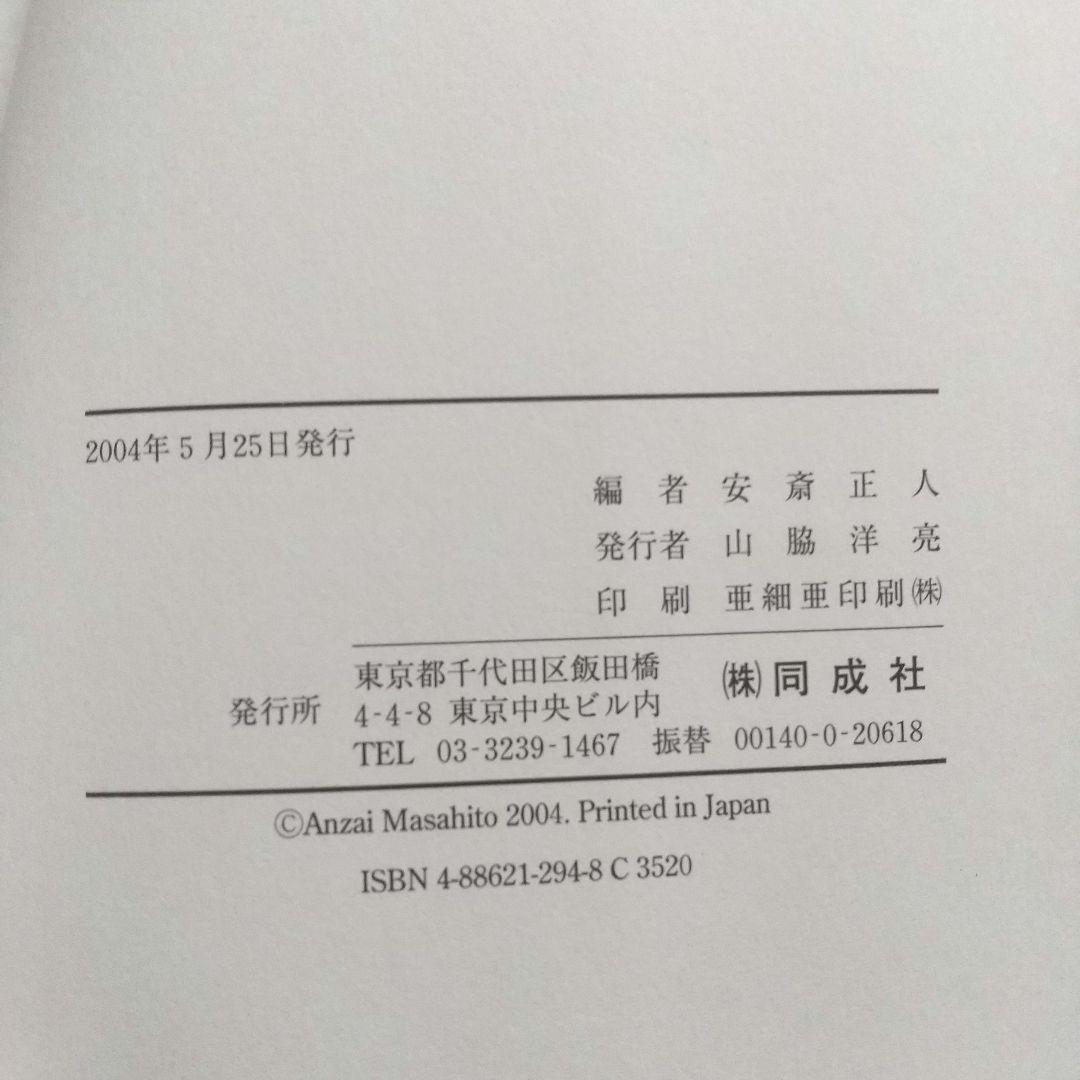 2004年5月25日発行
編　者　安　斎　正　人
発行者　山　脇　洋　亮
印　刷　亜細亜印刷㈱
発行所
東京都千代田区飯田橋
4-4-8 東京中央ビル内
㈱同成社
TEL 03-3239-1467　振替　00140-0-20618
©Anzai Masahito 2004. Printed in Japan
ISBN 4-88621-294-8 C 3520